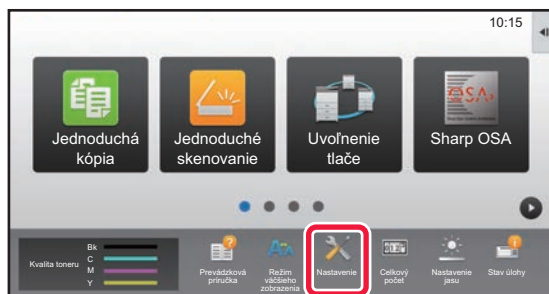 10:15
Jednoduchá
kópia
Jednoduché
skenovanie
Uvoľnenie
tlače
OSA
Sharp OSA
Kvalita toneru
Bk
C
M
Y
Prevádzková
príručka
Režim
väčšieho
zobrazenia
Nastavenie
Celkový
počet
Nastavenie
jasu
Stav úlohy